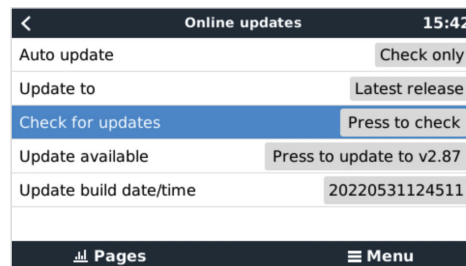 Online updates 15:42
Auto update Check only
Update to Latest release
Check for updates Press to check
Update available Press to update to v2.87
Update build date/time 20220531124511
Pages Menu